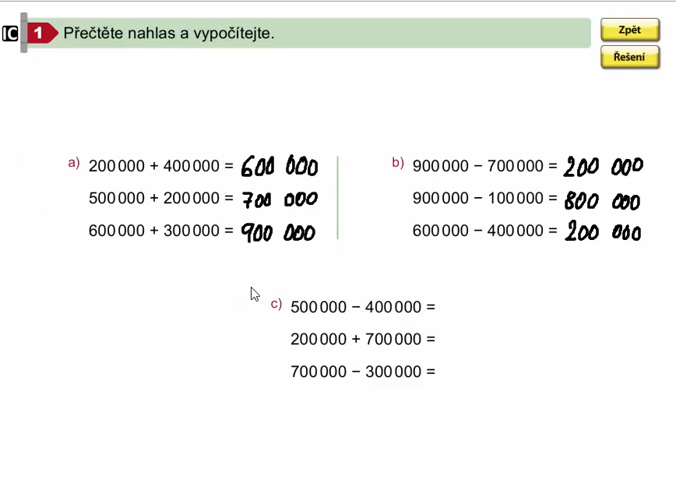 1 Přečtěte nahlas a vypočítejte.
Zpět
Řešení
a) 200 000 + 400 000 = 600 000
500 000 + 200 000 = 700 000
600 000 + 300 000 = 900 000
b) 900 000 − 700 000 = 200 000
900 000 − 100 000 = 800 000
600 000 − 400 000 = 200 000
c) 500 000 − 400 000 =
200 000 + 700 000 =
700 000 − 300 000 =